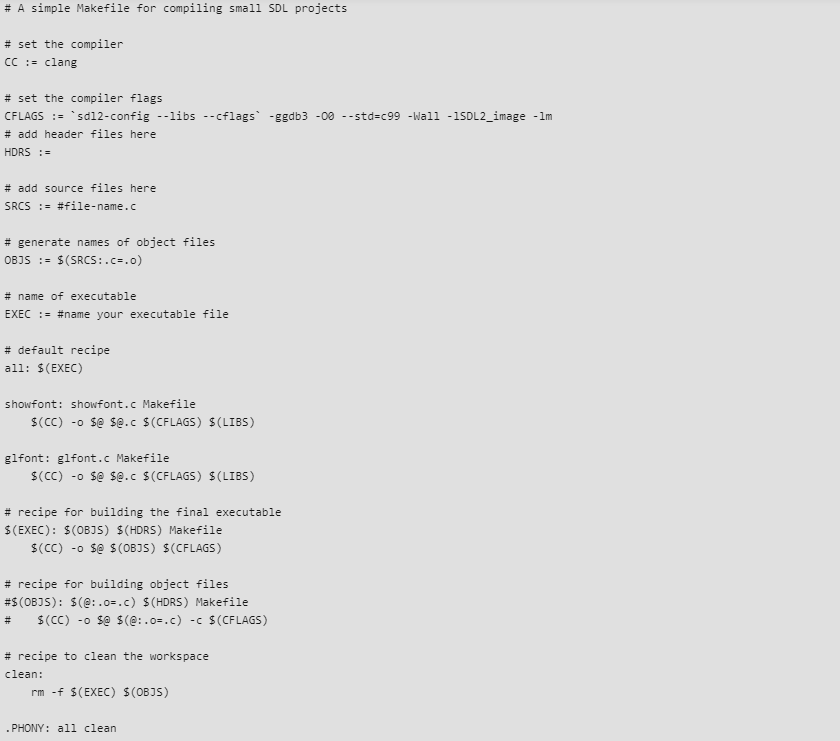 # A simple Makefile for compiling small SDL projects
# set the compiler
CC := clang
# set the compiler flags
CFLAGS := `sdl2-config --libs --cflags` -ggdb3 -O0 --std=c99 -Wall -lSDL2_image -lm
# add header files here
HDRS :=
# add source files here
SRCS := #file-name.c
# generate names of object files
OBJS := $(SRCS:.c=.o)
# name of executable
EXEC := #name your executable file
# default recipe
all: $(EXEC)
showfont: showfont.c Makefile
    $(CC) -o $@ $@.c $(CFLAGS) $(LIBS)
glfont: glfont.c Makefile
    $(CC) -o $@ $@.c $(CFLAGS) $(LIBS)
# recipe for building the final executable
$(EXEC): $(OBJS) $(HDRS) Makefile
    $(CC) -o $@ $(OBJS) $(CFLAGS)
# recipe for building object files
#$(OBJS): $(@:.o=.c) $(HDRS) Makefile
#    $(CC) -o $@ $(@:.o=.c) -c $(CFLAGS)
# recipe to clean the workspace
clean:
    rm -f $(EXEC) $(OBJS)
.PHONY: all clean